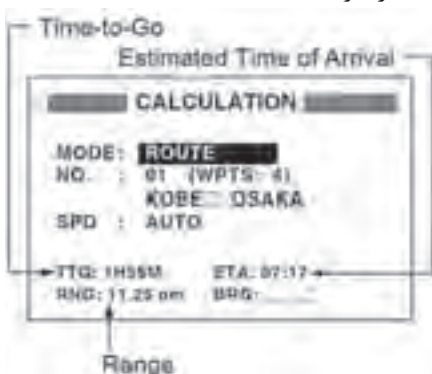 Time-to-Go
Estimated Time of Arrival
CALCULATION
MODE: ROUTE
NO. : 01 (WPTS: 4)
KOBE OSAKA
SPD : AUTO
TTG: 1H35M ETA: 07:17
RNG: 11.25 nm BRG:
Range